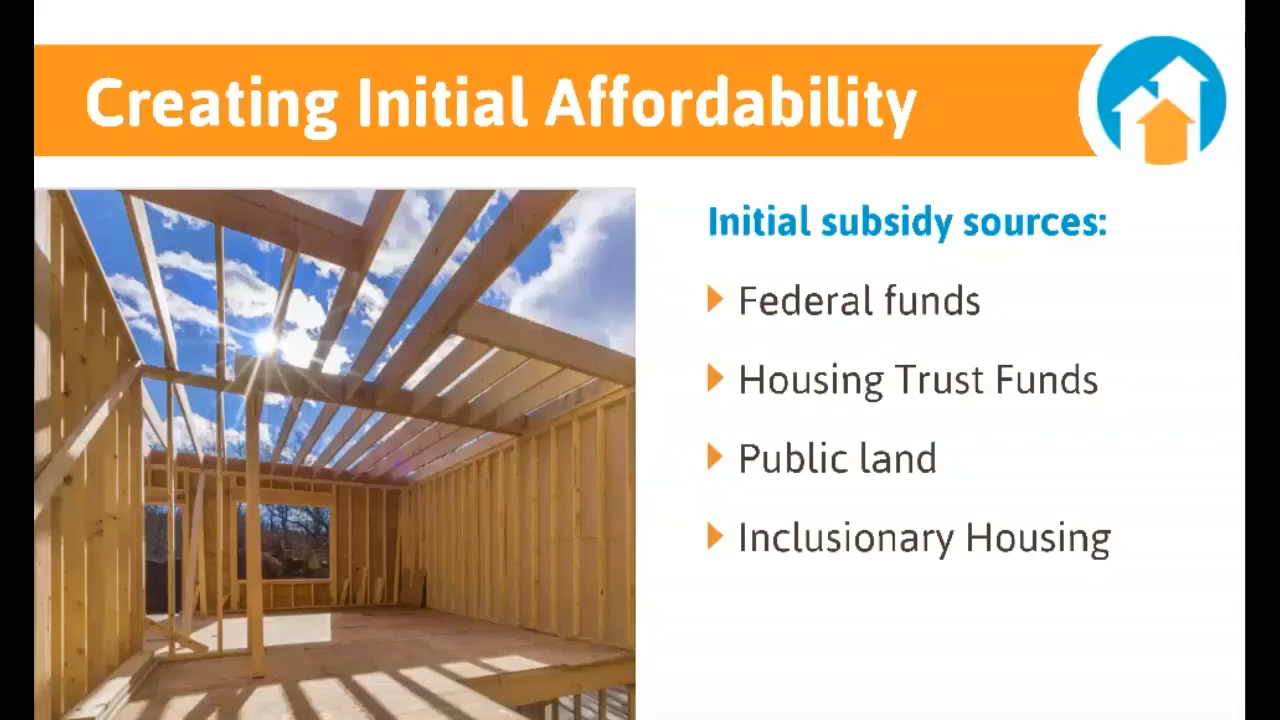 Creating Initial Affordability
Initial subsidy sources:
Federal funds
Housing Trust Funds
Public land
Inclusionary Housing